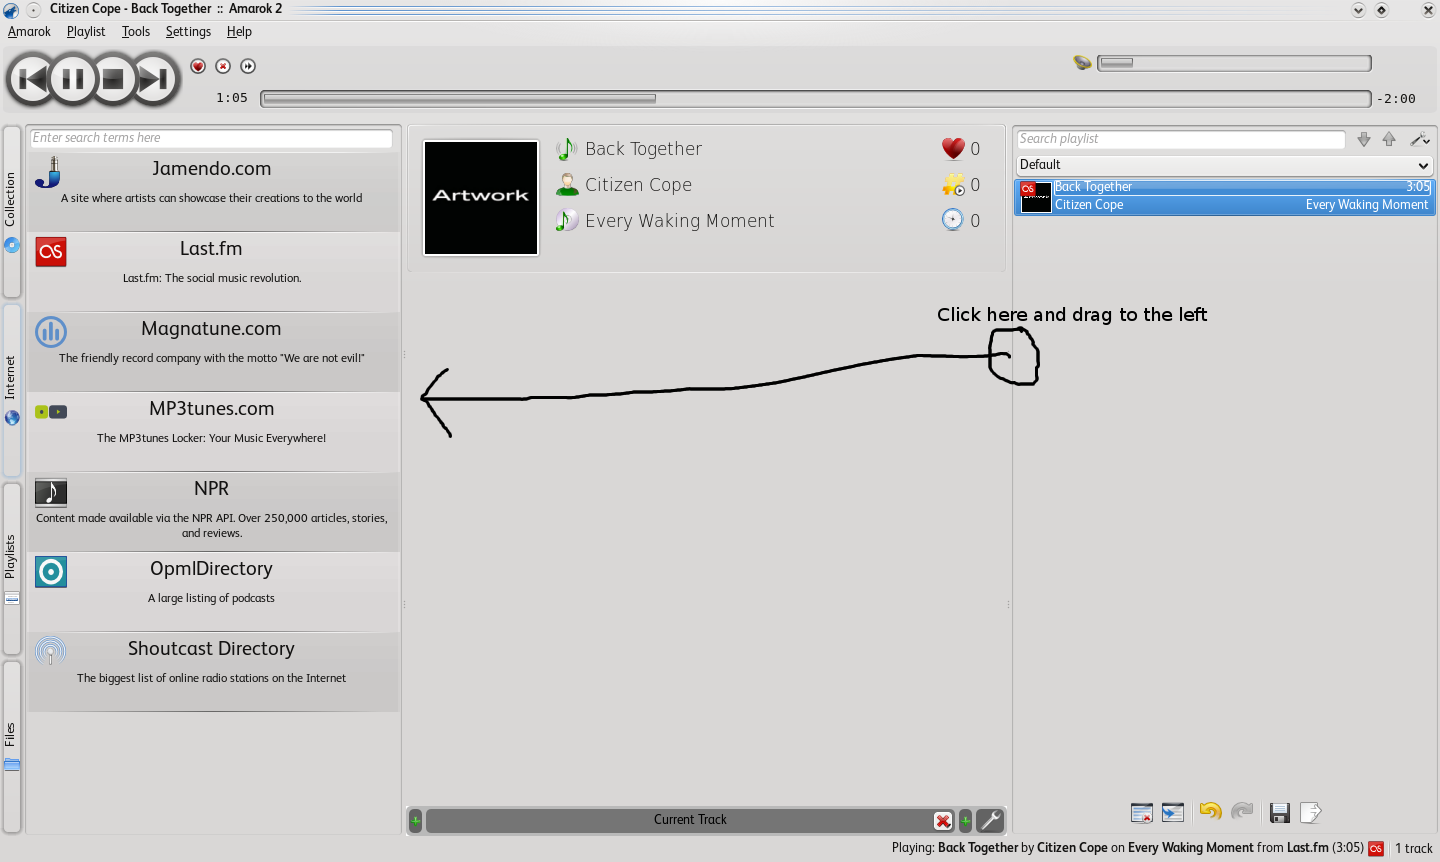 Citizen Cope - Back Together :: Amarok 2
Amarok Playlist Tools Settings Help
1:05
-2:00
Collection
Internet
Playlists
Files
Enter search terms here
Jamendo.com
A site where artists can showcase their creations to the world
Last.fm
Last.fm: The social music revolution.
Magnatune.com
The friendly record company with the motto "We are not evil!"
MP3tunes.com
The MP3tunes Locker: Your Music Everywhere!
NPR
Content made available via the NPR API. Over 250,000 articles, stories,
and reviews.
OpmlDirectory
A large listing of podcasts
Shoutcast Directory
The biggest list of online radio stations on the Internet
Artwork
Back Together
0
Citizen Cope
0
Every Waking Moment
0
Click here and drag to the left
Current Track
Search playlist
Default
Back Together 3:05
Citizen Cope Every Waking Moment
Playing: Back Together by Citizen Cope on Every Waking Moment from Last.fm (3:05) 1 track